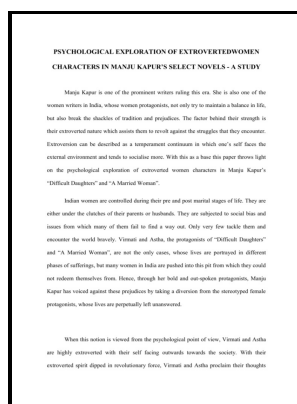 PSYCHOLOGICAL EXPLORATION OF EXTROVERTEDWOMEN
CHARACTERS IN MANJU KAPUR'S SELECT NOVELS - A STUDY
Manju Kapur is one of the prominent writers ruling this era. She is also one of the
women writers in India, whose women protagonists, not only try to maintain a balance in life,
but also break the shackles of tradition and prejudices. The factor behind their strength is
their extroverted nature which assists them to revolt against the struggles that they encounter.
Extroversion can be described as a temperament continuum in which one's self faces the
external environment and tends to socialise more. With this as a base this paper throws light
on the psychological exploration of extroverted women characters in Manju Kapur's
"Difficult Daughters" and "A Married Woman".
Indian women are controlled during their pre and post marital stages of life. They are
either under the clutches of their parents or husbands. They are subjected to social bias and
issues from which many of them fail to find a way out. Only very few tackle them and
encounter the world bravely. Virmati and Astha, the protagonists of "Difficult Daughters"
and "A Married Woman", are not the only cases, whose lives are portrayed in different
phases of sufferings, but many women in India are pushed into this pit from which they could
not redeem themselves from. Hence, through her bold and out-spoken protagonists, Manju
Kapur has voiced against these prejudices by taking a diversion from the stereotyped female
protagonists, whose lives are perpetually left unanswered.
When this notion is viewed from the psychological point of view, Virmati and Astha
are highly extroverted with their self facing outwards towards the society. With their
extroverted spirit dipped in revolutionary force, Virmati and Astha proclaim their thoughts